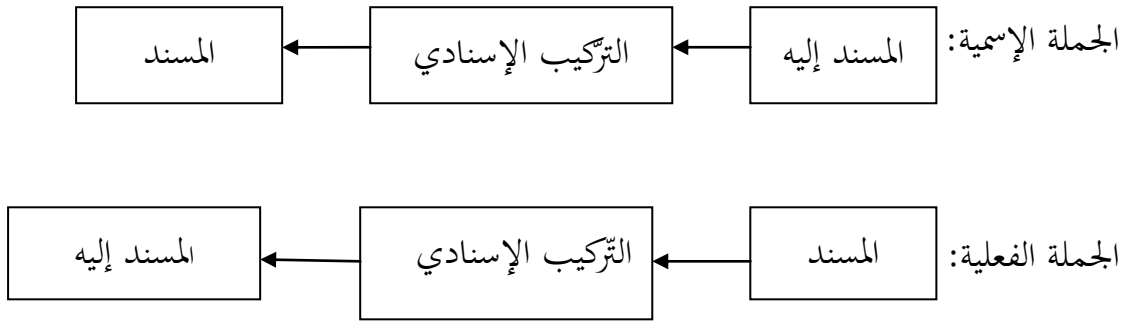 الجملة الإسمية: المسند إليه التّركيب الإسنادي المسند
الجملة الفعلية: المسند التّركيب الإسنادي المسند إليه